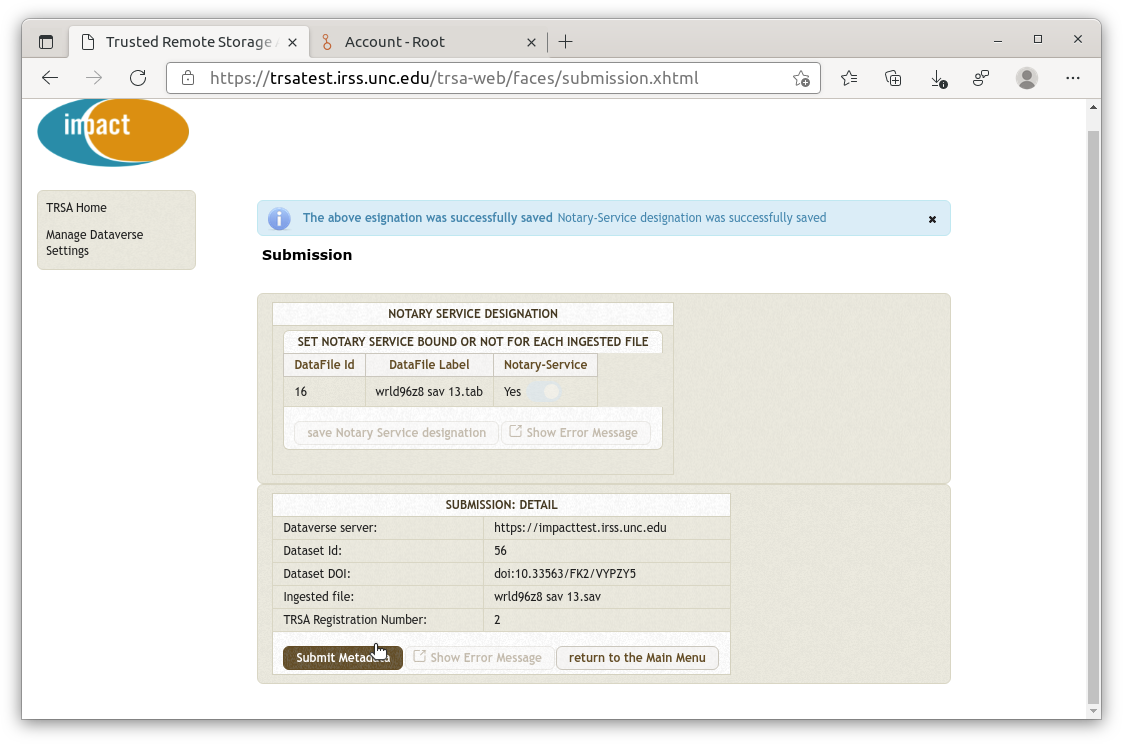 Trusted Remote Storage
Account - Root
https://trsatest.irss.unc.edu/trsa-web/faces/submission.xhtml
impact
TRSA Home
Manage Dataverse
Settings
The above esignation was successfully saved Notary-Service designation was successfully saved
Submission
NOTARY SERVICE DESIGNATION
SET NOTARY SERVICE BOUND OR NOT FOR EACH INGESTED FILE
DataFile Id DataFile Label Notary-Service
16 wrld96z8 sav 13.tab Yes
save Notary Service designation Show Error Message
SUBMISSION: DETAIL
Dataverse server: https://impacttest.irss.unc.edu
Dataset Id: 56
Dataset DOI: doi:10.33563/FK2/VYPZY5
Ingested file: wrld96z8 sav 13.sav
TRSA Registration Number: 2
Submit Metadata Show Error Message return to the Main Menu